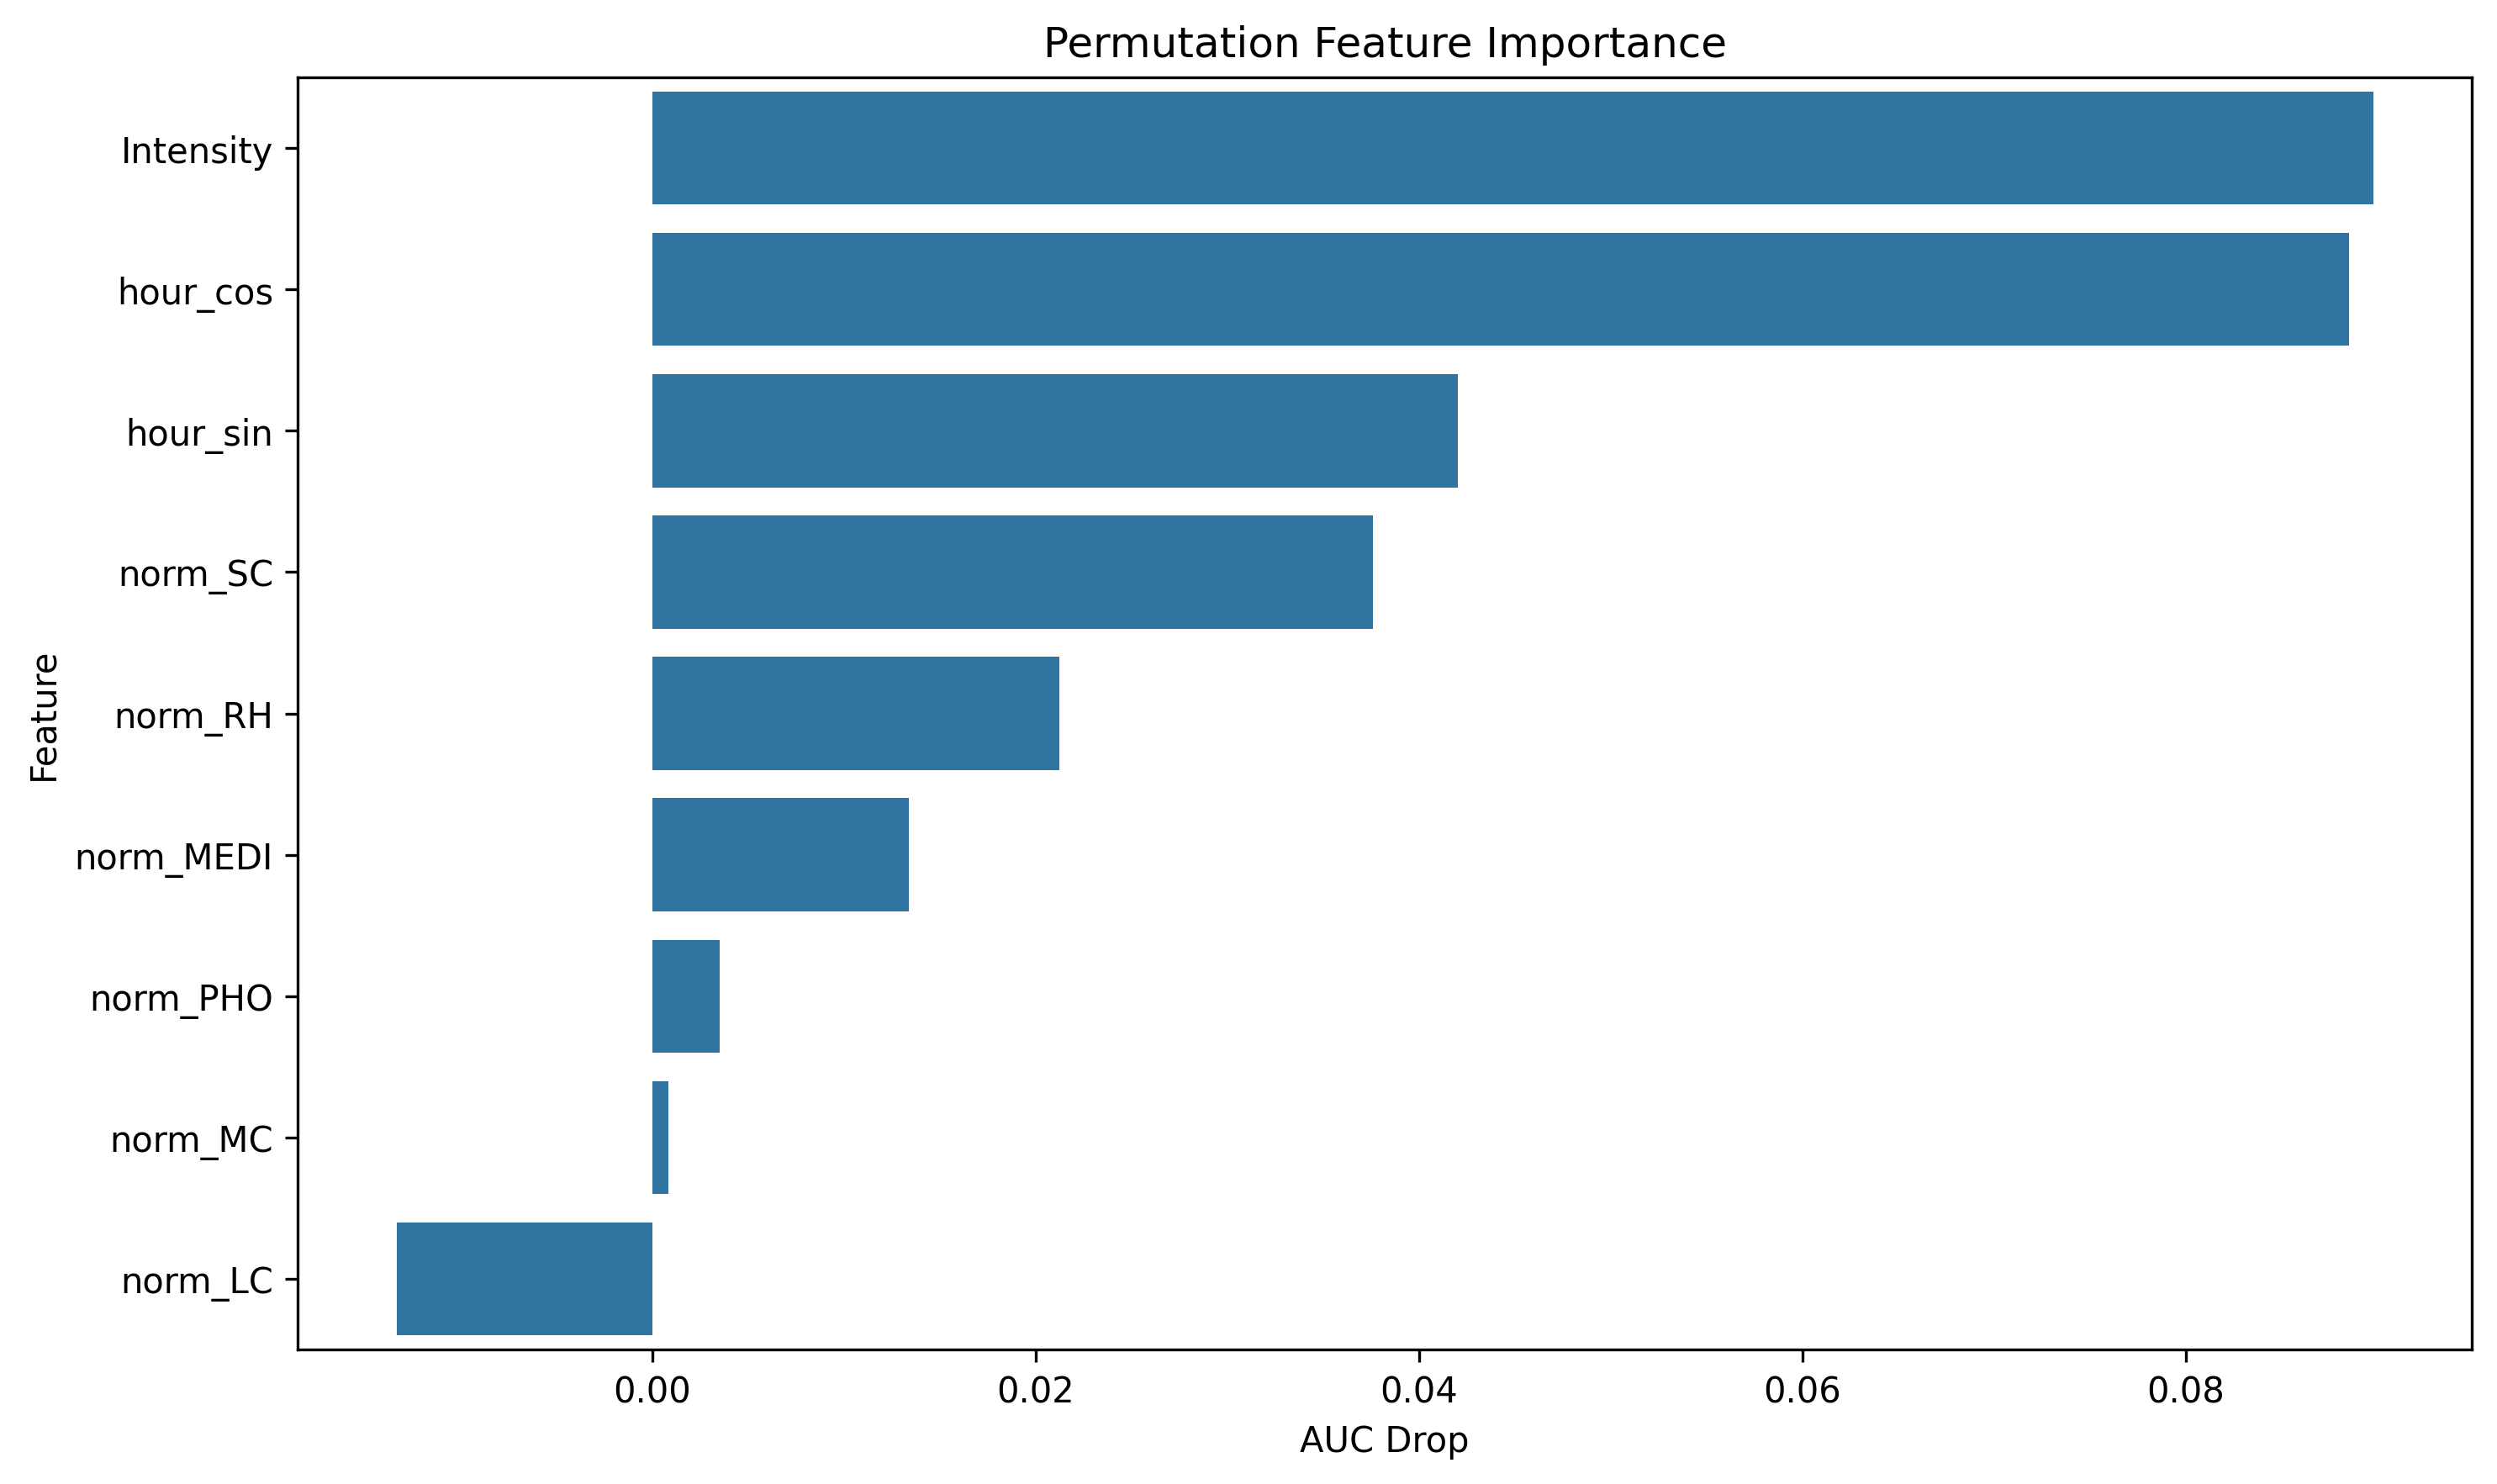 Permutation Feature Importance
Intensity
hour_cos
hour_sin
norm_SC
norm_RH
norm_MEDI
norm_PHO
norm_MC
norm_LC
Feature
0.00 0.02 0.04 0.06 0.08
AUC Drop